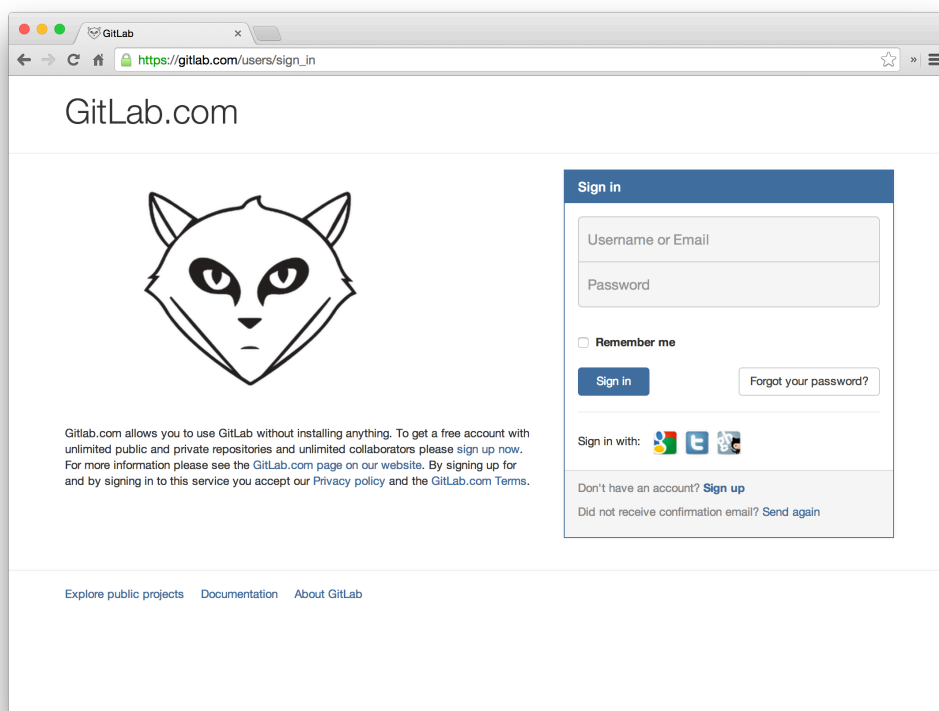 GitLab
https://gitlab.com/users/sign_in
GitLab.com
Sign in
Username or Email
Password
Remember me
Sign in
Forgot your password?
Sign in with:
Don't have an account? Sign up
Did not receive confirmation email? Send again
Gitlab.com allows you to use GitLab without installing anything. To get a free account with
unlimited public and private repositories and unlimited collaborators please sign up now.
For more information please see the GitLab.com page on our website. By signing up for
and by signing in to this service you accept our Privacy policy and the GitLab.com Terms.
Explore public projects Documentation About GitLab